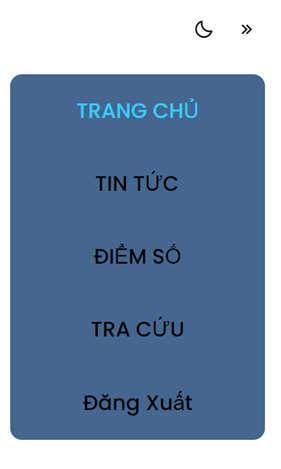 TRANG CHỦ
TIN TỨC
ĐIỂM SỐ
TRA CỨU
Đăng Xuất